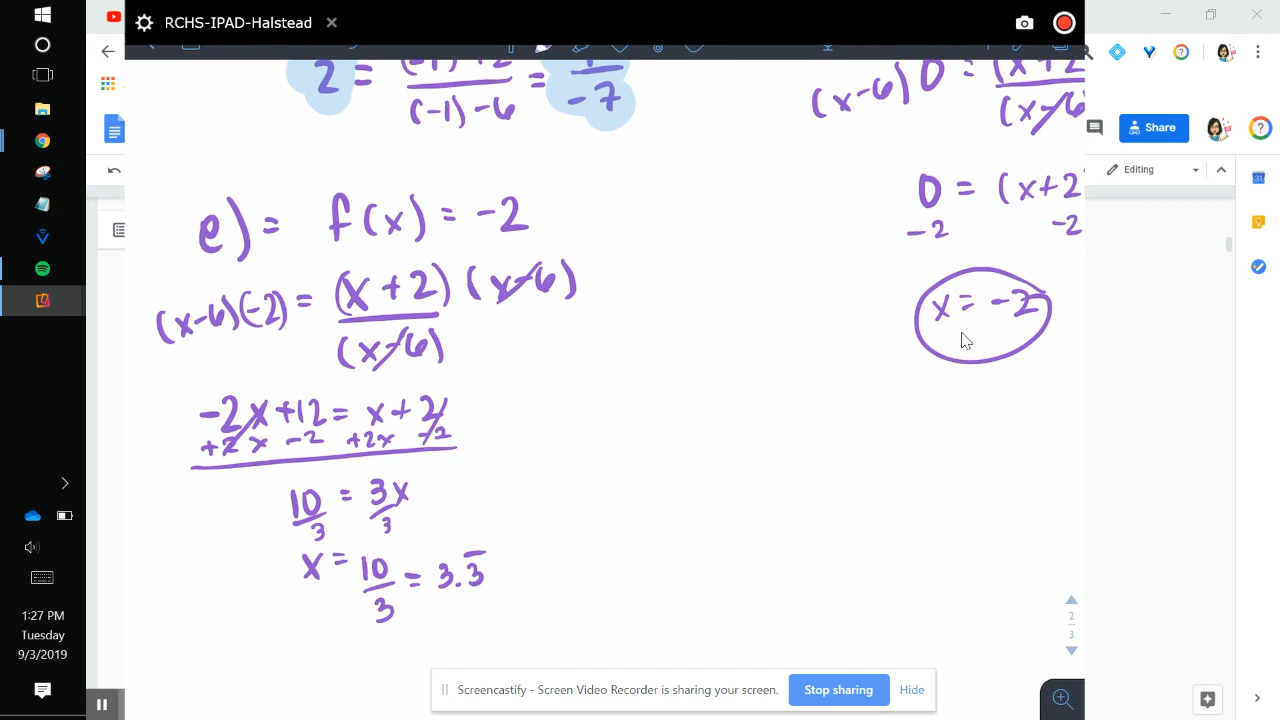 RCHS-IPAD-Halstead
2 = (-1)+2 / (-1)-6 = 1 / -7
(x-6) 0 = (x+2 / (x-6)
0 = (x+2
-2 -2
x = -2
e) = f(x) = -2
(x-6)(-2) = (x+2) (x-6) / (x-6)
-2x+12 = x+2
+2x -2 +2x -2
10 = 3x
3 3
x = 10/3 = 3.3̅
Share
Editing
31
2
3
1:27 PM
Tuesday
9/3/2019
Screencastify - Screen Video Recorder is sharing your screen.
Stop sharing
Hide